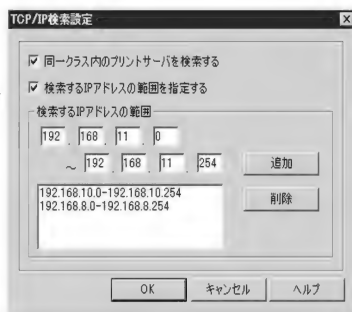 TCP/IP検索設定
同一クラス内のプリントサーバを検索する
検索するIPアドレスの範囲を指定する
検索するIPアドレスの範囲
192 . 168 . 11 . 0
～ 192 . 168 . 11 . 254
追加
192.168.10.0-192.168.10.254
192.168.8.0-192.168.8.254
削除
OK
キャンセル
ヘルプ